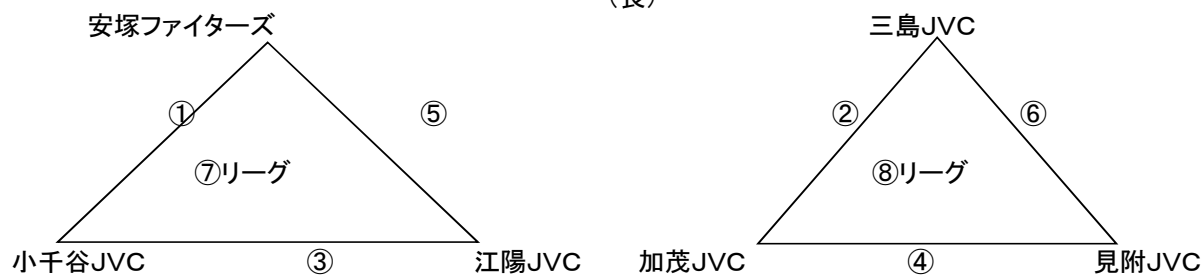 安塚ファイターズ
三島JVC
①
⑤
②
⑥
⑦リーグ
⑧リーグ
小千谷JVC
③
江陽JVC
加茂JVC
④
見附JVC